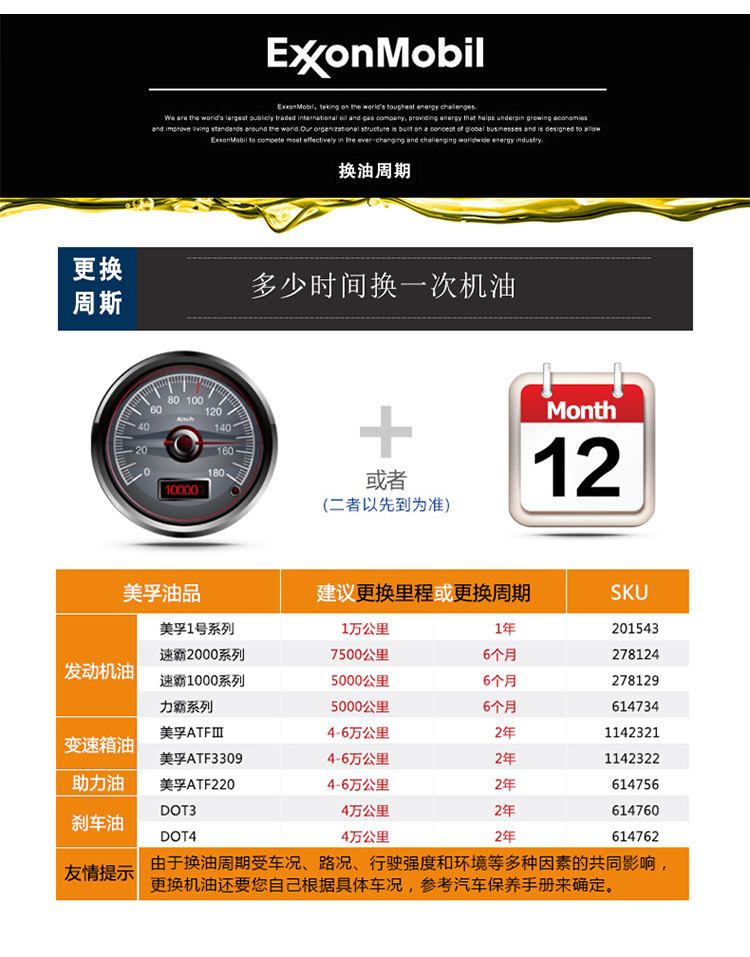 ExxonMobil
ExxonMobil, taking on the world's toughest energy challenges.
We are the world's largest publicly traded international oil and gas company, providing energy that helps underpin growing economies
and improve living standards around the world.Our organizational structure is built on a concept of global businesses and is designed to allow
ExxonMobil to compete most effectively in the ever-changing and challenging worldwide energy industry.
换油周期
更换
周斯
多少时间换一次机油
0 20 40 60 80 100 120 140 160 180
Km/h
10000
或者
(二者以先到为准)
Month
12
美孚油品 建议更换里程或更换周期 SKU
发动机油
美孚1号系列 1万公里 1年 201543
速霸2000系列 7500公里 6个月 278124
速霸1000系列 5000公里 6个月 278129
力霸系列 5000公里 6个月 614734
变速箱油
美孚ATFⅢ 4-6万公里 2年 1142321
美孚ATF3309 4-6万公里 2年 1142322
助力油 美孚ATF220 4-6万公里 2年 614756
刹车油
DOT3 4万公里 2年 614760
DOT4 4万公里 2年 614762
友情提示
由于换油周期受车况、路况、行驶强度和环境等多种因素的共同影响，
更换机油还要您自己根据具体车况，参考汽车保养手册来确定。